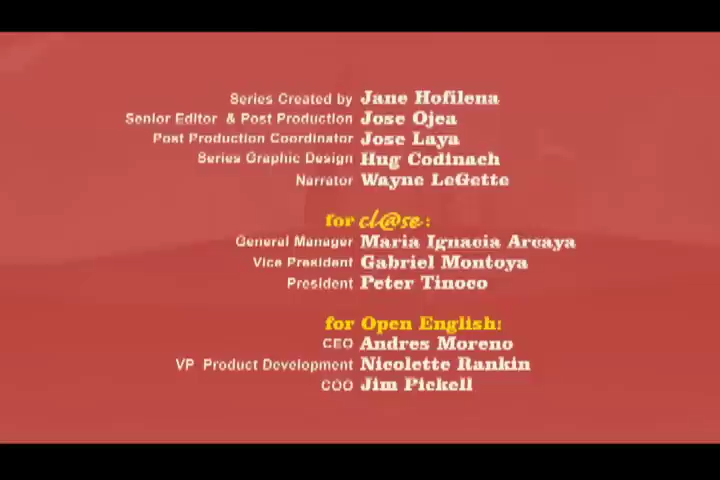 Series Created by Jane Hofilena
Senior Editor & Post Production Jose Ojea
Post Production Coordinator Jose Laya
Series Graphic Design Hug Codinach
Narrator Wayne LeGette
for cl@se:
General Manager Maria Ignacia Arcaya
Vice President Gabriel Montoya
President Peter Tinoco
for Open English:
CEO Andres Moreno
VP Product Development Nicolette Rankin
COO Jim Pickell